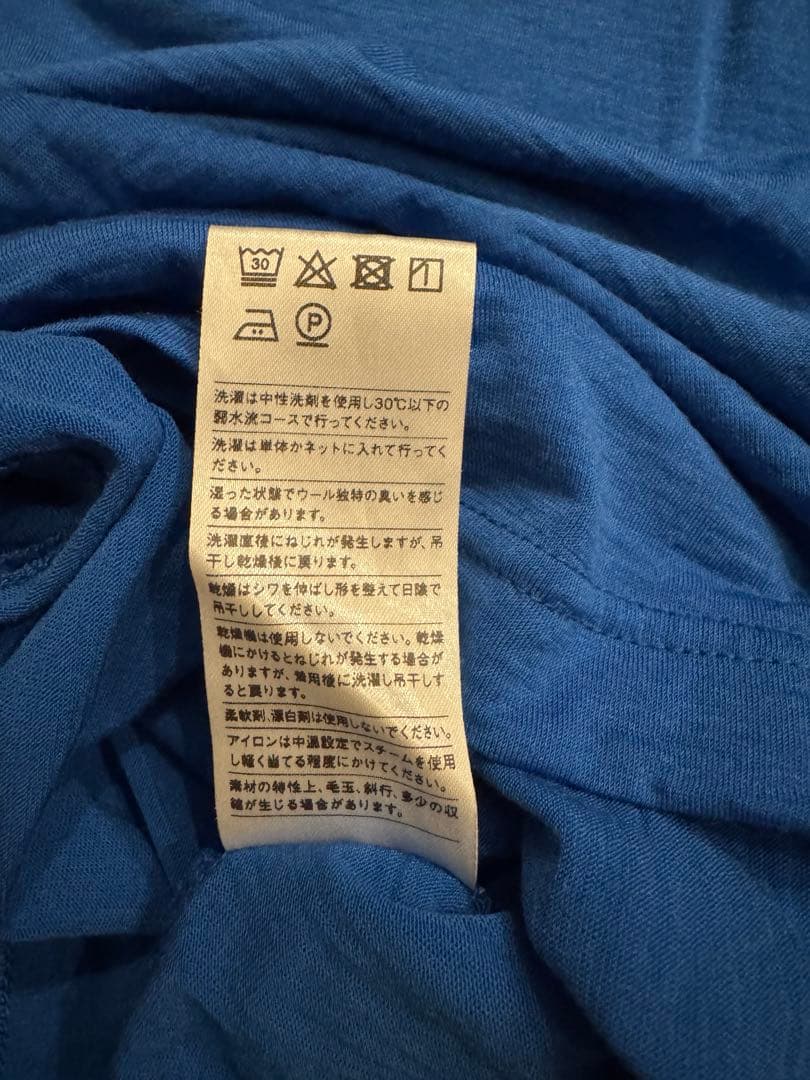 30
P
洗濯は中性洗剤を使用し30℃以下の
弱水流コースで行ってください。
洗濯は単体かネットに入れて行ってく
ださい。
湿った状態でウール独特の臭いを感じ
る場合があります。
洗濯直後にねじれが発生しますが、吊
干し乾燥後に戻ります。
乾燥はシワを伸ばし形を整えて日陰で
吊干ししてください。
乾燥機は使用しないでください。乾燥
機にかけるとねじれが発生する場合が
ありますが、着用後に洗濯し吊干しす
ると戻ります。
柔軟剤、漂白剤は使用しないでください。
アイロンは中温設定でスチームを使用
し軽く当てる程度にかけてください。
素材の特性上、毛玉、斜行、多少の収
縮が生じる場合があります。